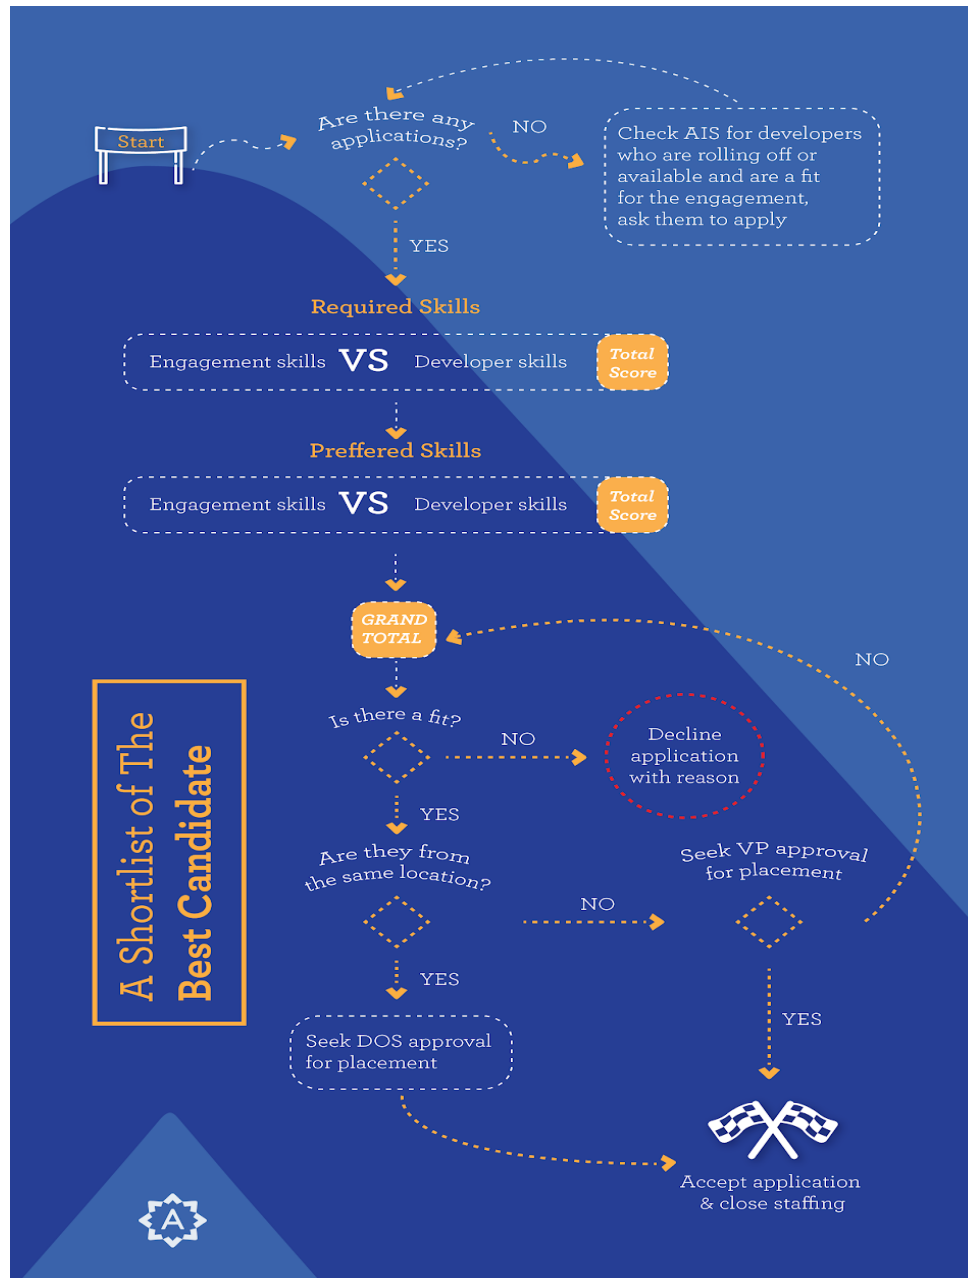 Start
Are there any
applications?
NO
Check AIS for developers
who are rolling off or
available and are a fit
for the engagement,
ask them to apply
YES
Required Skills
Engagement skills VS Developer skills
Total
Score
Preffered Skills
Engagement skills VS Developer skills
Total
Score
GRAND
TOTAL
NO
Is there a fit?
NO
Decline
application
with reason
YES
Are they from
the same location?
NO
Seek VP approval
for placement
YES
Seek DOS approval
for placement
YES
Accept application
& close staffing
A Shortlist of The
Best Candidate
A